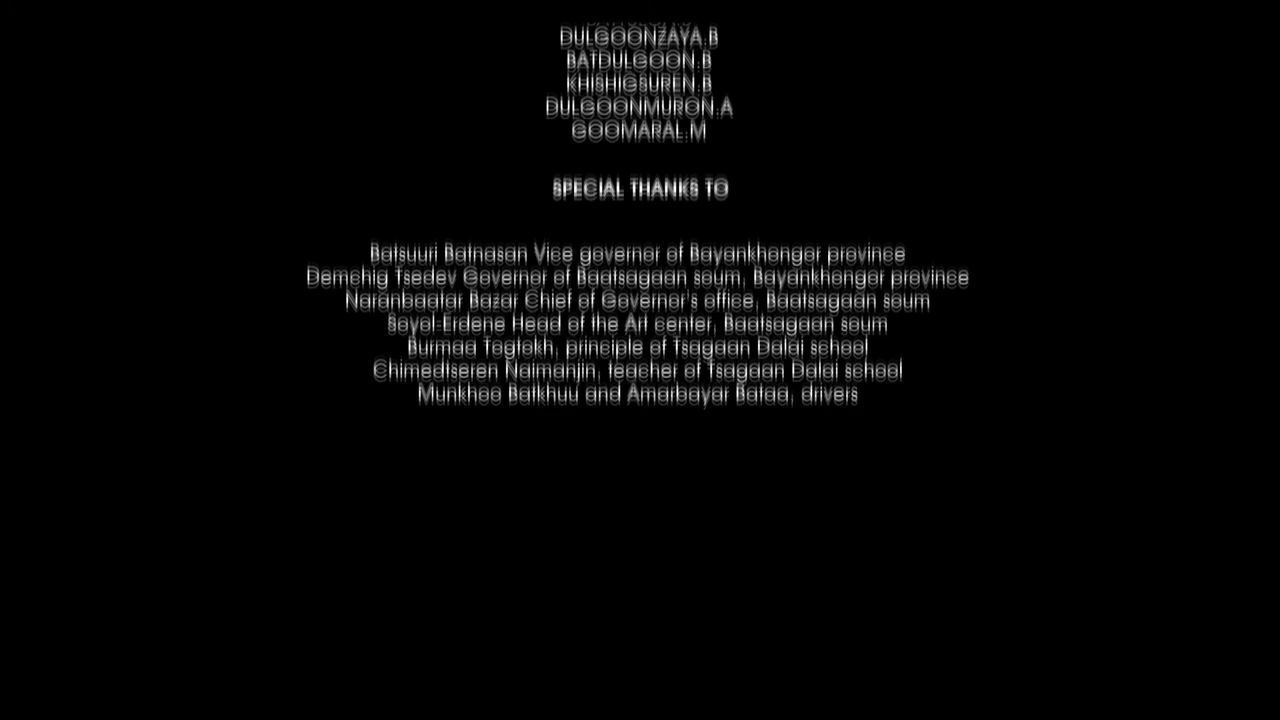 DULGOONZAYA.B
BATDULGOON.B
KHISHIGSUREN.B
DULGOONMURON.A
GOOMARAL.M
SPECIAL THANKS TO
Batsuuri Batnasan Vice governor of Bayankhongor province
Demchig Tsedev Governor of Baatsagaan soum, Bayankhongor province
Naranbaatar Bazar Chief of Governor's office, Baatsagaan soum
Soyol-Erdene Head of the Art center, Baatsagaan soum
Burmaa Togtokh, principle of Tsagaan Dalai school
Chimedtseren Naimanjin, teacher of Tsagaan Dalai school
Munkhoo Batkhuu and Amarbayar Bataa, drivers